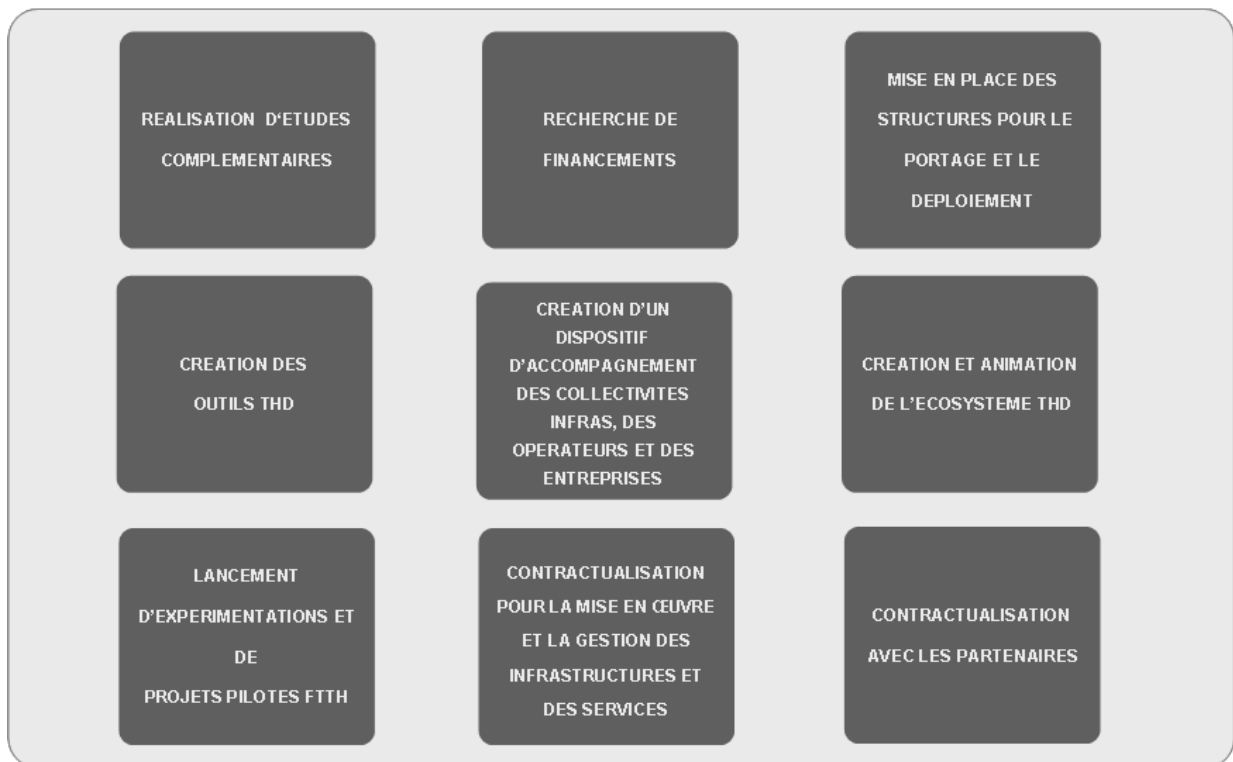 REALISATION D'ETUDES
COMPLEMENTAIRES
RECHERCHE DE
FINANCEMENTS
MISE EN PLACE DES
STRUCTURES POUR LE
PORTAGE ET LE
DEPLOIEMENT
CREATION DES
OUTILS THD
CREATION D'UN
DISPOSITIF
D'ACCOMPAGNEMENT
DES COLLECTIVITES
INFRAS, DES
OPERATEURS ET DES
ENTREPRISES
CREATION ET ANIMATION
DE L'ECOSYSTEME THD
LANCEMENT
D'EXPERIMENTATIONS ET
DE
PROJETS PILOTES FTTH
CONTRACTUALISATION
POUR LA MISE EN ŒUVRE
ET LA GESTION DES
INFRASTRUCTURES ET
DES SERVICES
CONTRACTUALISATION
AVEC LES PARTENAIRES